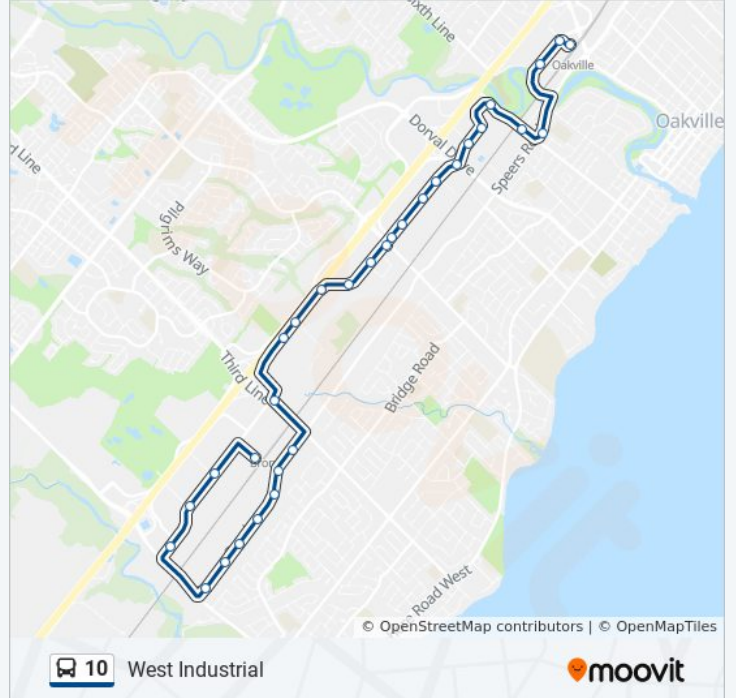 Sixth Line
Oakville
Dorval Drive
Oakville
Speers R
d Line
Pilgrims Way
Third Line
Bridge Road
Bron
Road West
© OpenStreetMap contributors | © OpenMapTiles
10 West Industrial
moovit